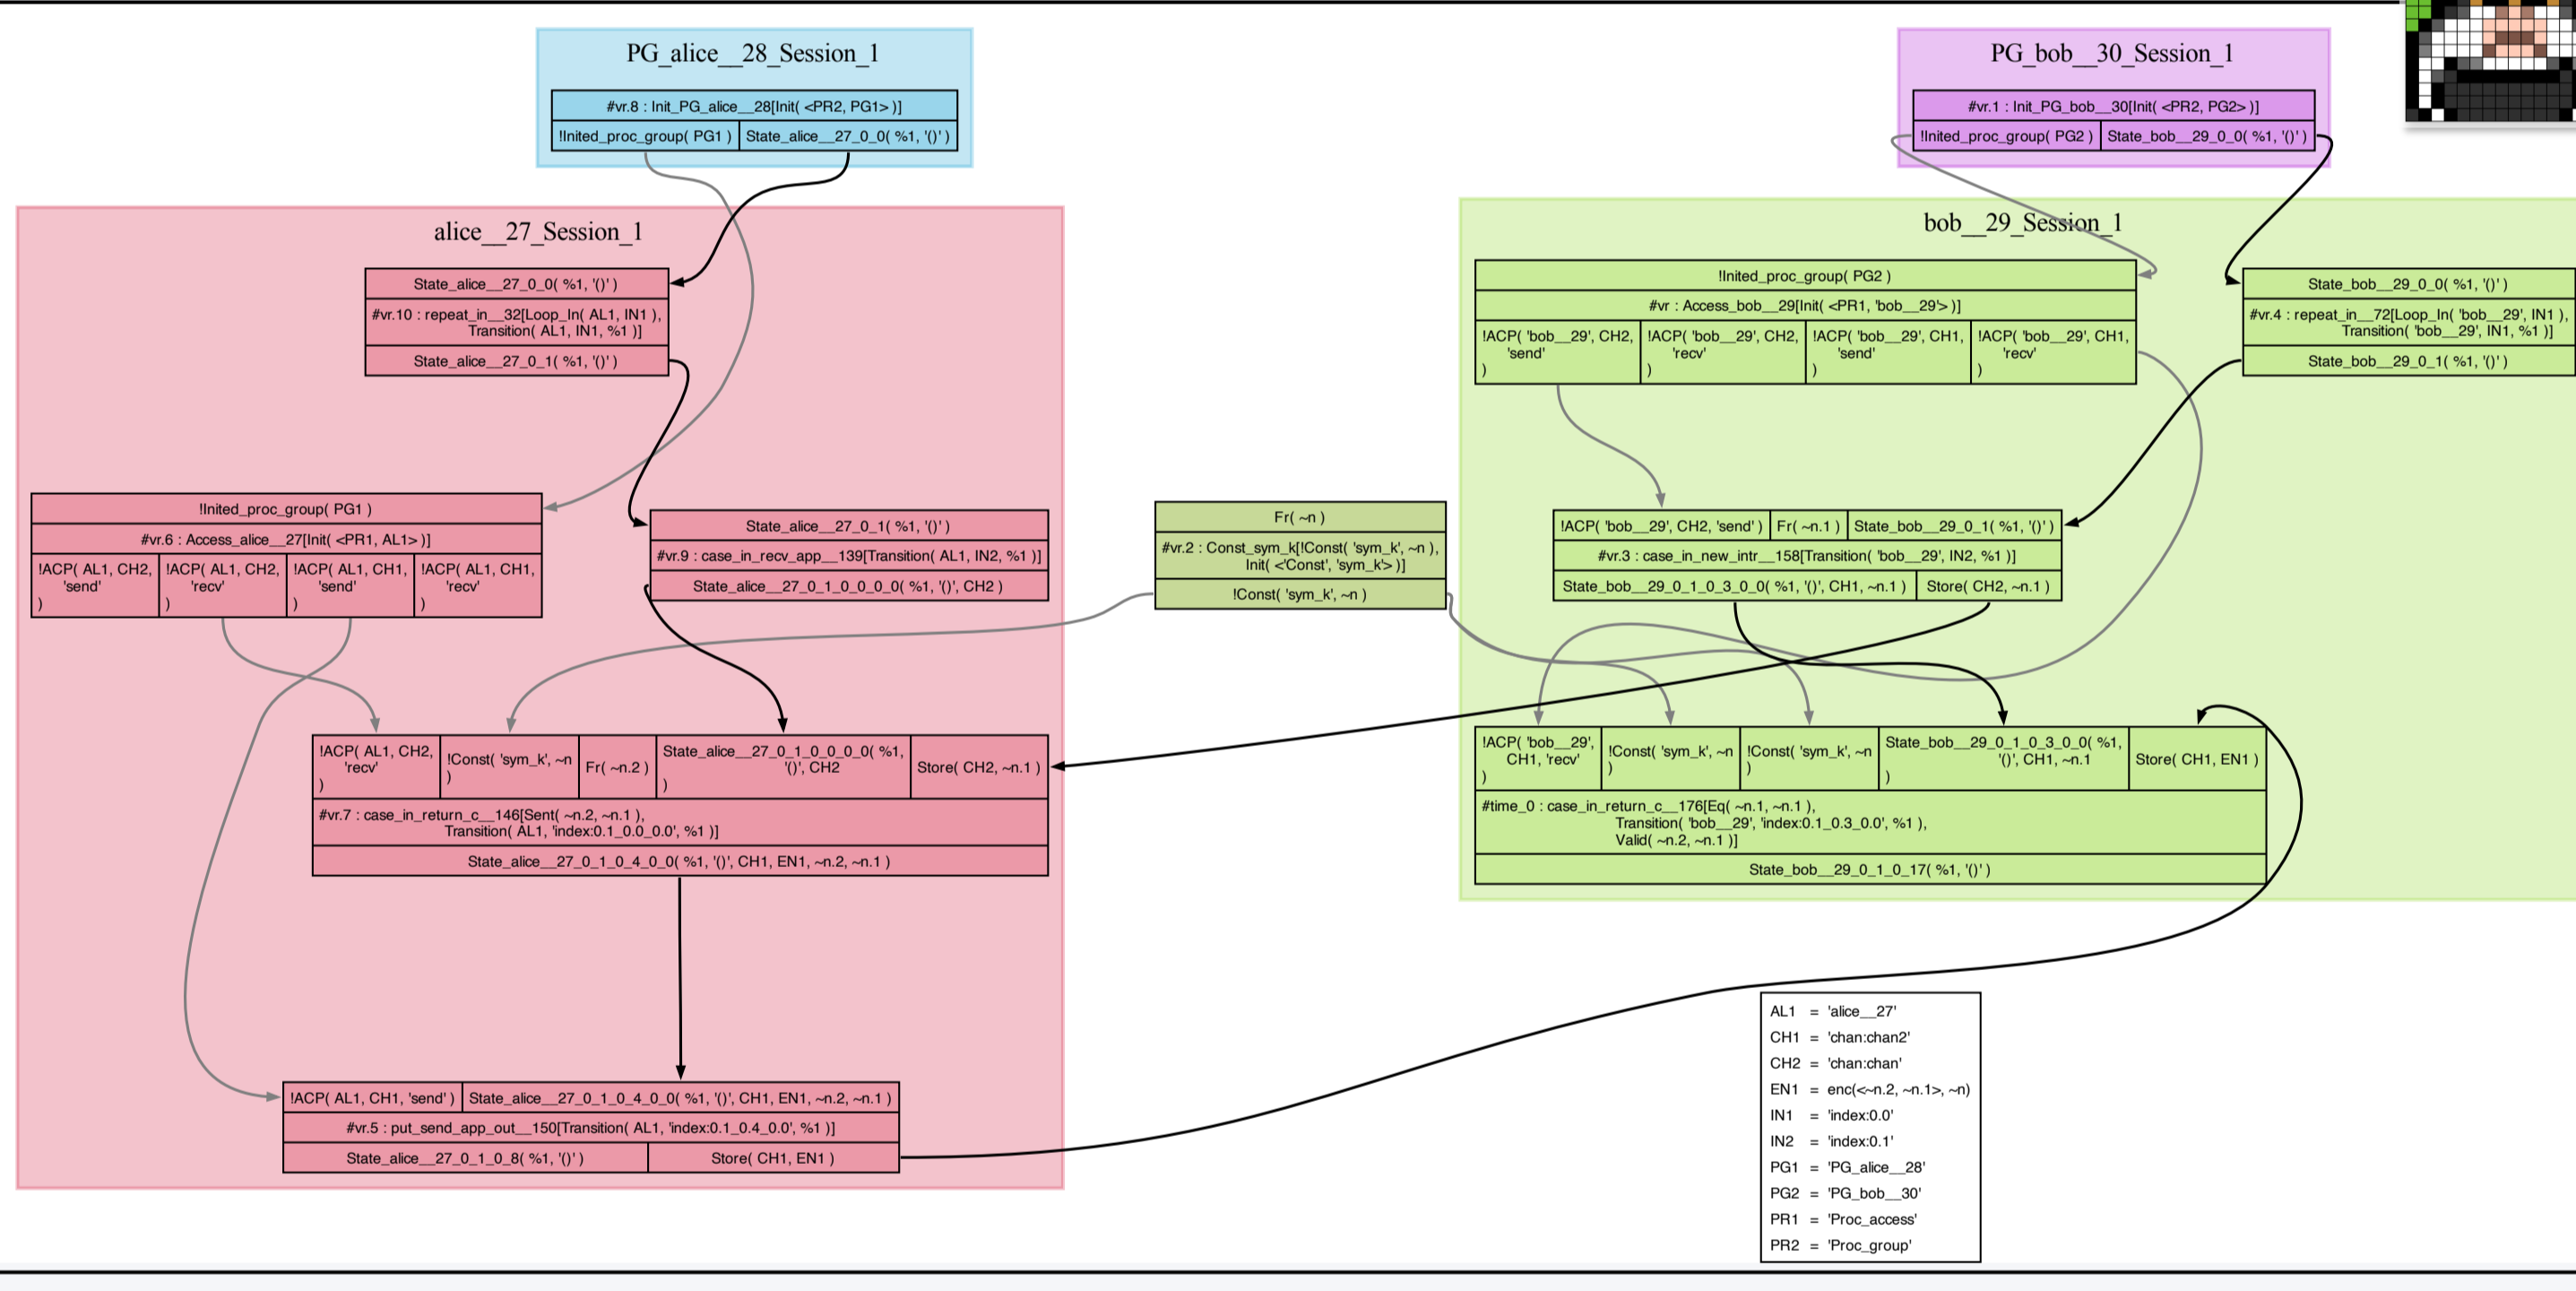 PG_alice__28_Session_1
#vr.8 : Init_PG_alice__28[Init( <PR2, PG1> )]
!Inited_proc_group( PG1 )
State_alice__27_0_0( %1, '()' )
PG_bob__30_Session_1
#vr.1 : Init_PG_bob__30[Init( <PR2, PG2> )]
!Inited_proc_group( PG2 )
State_bob__29_0_0( %1, '()' )
alice__27_Session_1
State_alice__27_0_0( %1, '()' )
#vr.10 : repeat_in__32[Loop_In( AL1, IN1 ),
Transition( AL1, IN1, %1 )]
State_alice__27_0_1( %1, '()' )
!Inited_proc_group( PG1 )
#vr.6 : Access_alice__27[Init( <PR1, AL1> )]
!ACP( AL1, CH2,
'send'
)
!ACP( AL1, CH2,
'recv'
)
!ACP( AL1, CH1,
'send'
)
!ACP( AL1, CH1,
'recv'
)
State_alice__27_0_1( %1, '()' )
#vr.9 : case_in_recv_app__139[Transition( AL1, IN2, %1 )]
State_alice__27_0_1_0_0_0_0( %1, '()', CH2 )
!ACP( AL1, CH2,
'recv'
)
!Const( 'sym_k', ~n
)
Fr( ~n.2 )
State_alice__27_0_1_0_0_0_0( %1,
'()', CH2
)
Store( CH2, ~n.1 )
#vr.7 : case_in_return_c__146[Sent( ~n.2, ~n.1 ),
Transition( AL1, 'index:0.1_0.0_0.0', %1 )]
State_alice__27_0_1_0_4_0_0( %1, '()', CH1, EN1, ~n.2, ~n.1 )
!ACP( AL1, CH1, 'send' )
State_alice__27_0_1_0_4_0_0( %1, '()', CH1, EN1, ~n.2, ~n.1 )
#vr.5 : put_send_app_out__150[Transition( AL1, 'index:0.1_0.4_0.0', %1 )]
State_alice__27_0_1_0_8( %1, '()' )
Store( CH1, EN1 )
Fr( ~n )
#vr.2 : Const_sym_k[!Const( 'sym_k', ~n ),
Init( <'Const', 'sym_k'> )]
!Const( 'sym_k', ~n )
bob__29_Session_1
!Inited_proc_group( PG2 )
#vr : Access_bob__29[Init( <PR1, 'bob__29'> )]
!ACP( 'bob__29', CH2,
'send'
)
!ACP( 'bob__29', CH2,
'recv'
)
!ACP( 'bob__29', CH1,
'send'
)
!ACP( 'bob__29', CH1,
'recv'
)
State_bob__29_0_0( %1, '()' )
#vr.4 : repeat_in__72[Loop_In( 'bob__29', IN1 ),
Transition( 'bob__29', IN1, %1 )]
State_bob__29_0_1( %1, '()' )
!ACP( 'bob__29', CH2, 'send' )
Fr( ~n.1 )
State_bob__29_0_1( %1, '()' )
#vr.3 : case_in_new_intr__158[Transition( 'bob__29', IN2, %1 )]
State_bob__29_0_1_0_3_0_0( %1, '()', CH1, ~n.1 )
Store( CH2, ~n.1 )
!ACP( 'bob__29',
CH1, 'recv'
)
!Const( 'sym_k', ~n
)
!Const( 'sym_k', ~n
)
State_bob__29_0_1_0_3_0_0( %1,
'()', CH1, ~n.1
)
Store( CH1, EN1 )
#time_0 : case_in_return_c__176[Eq( ~n.1, ~n.1 ),
Transition( 'bob__29', 'index:0.1_0.3_0.0', %1 ),
Valid( ~n.2, ~n.1 )]
State_bob__29_0_1_0_17( %1, '()' )
AL1 = 'alice__27'
CH1 = 'chan:chan2'
CH2 = 'chan:chan'
EN1 = enc(<~n.2, ~n.1>, ~n)
IN1 = 'index:0.0'
IN2 = 'index:0.1'
PG1 = 'PG_alice__28'
PG2 = 'PG_bob__30'
PR1 = 'Proc_access'
PR2 = 'Proc_group'